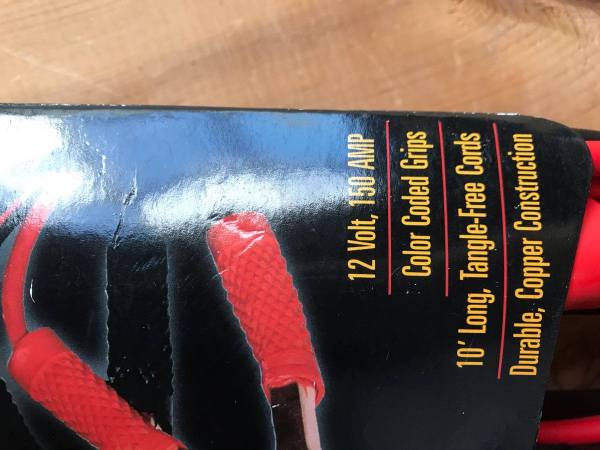 12 Volt, 150 AMP
Color Coded Grips
10' Long, Tangle-Free Cords
Durable, Copper Construction